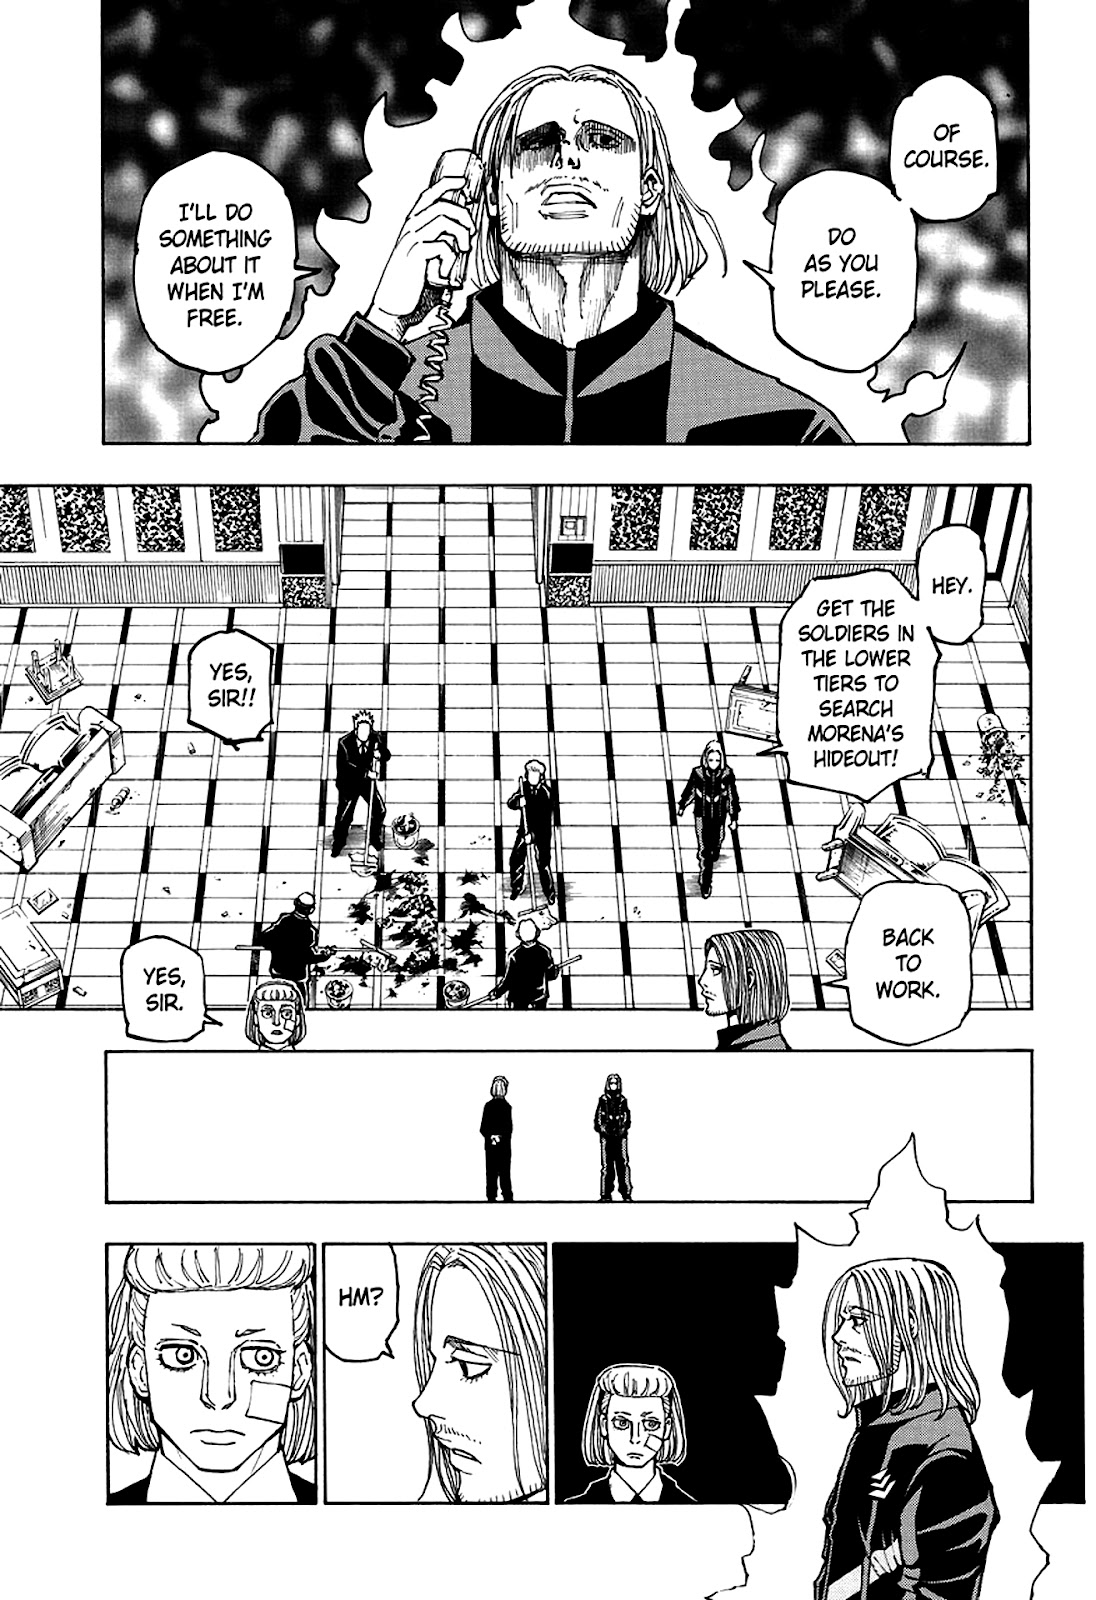 OF
COURSE.
DO
AS YOU
PLEASE.
I'LL DO
SOMETHING
ABOUT IT
WHEN I'M
FREE.
HEY.
GET THE
SOLDIERS IN
THE LOWER
TIERS TO
SEARCH
MORENA'S
HIDEOUT!
YES,
SIR!!
BACK
TO
WORK.
YES,
SIR.
HM?